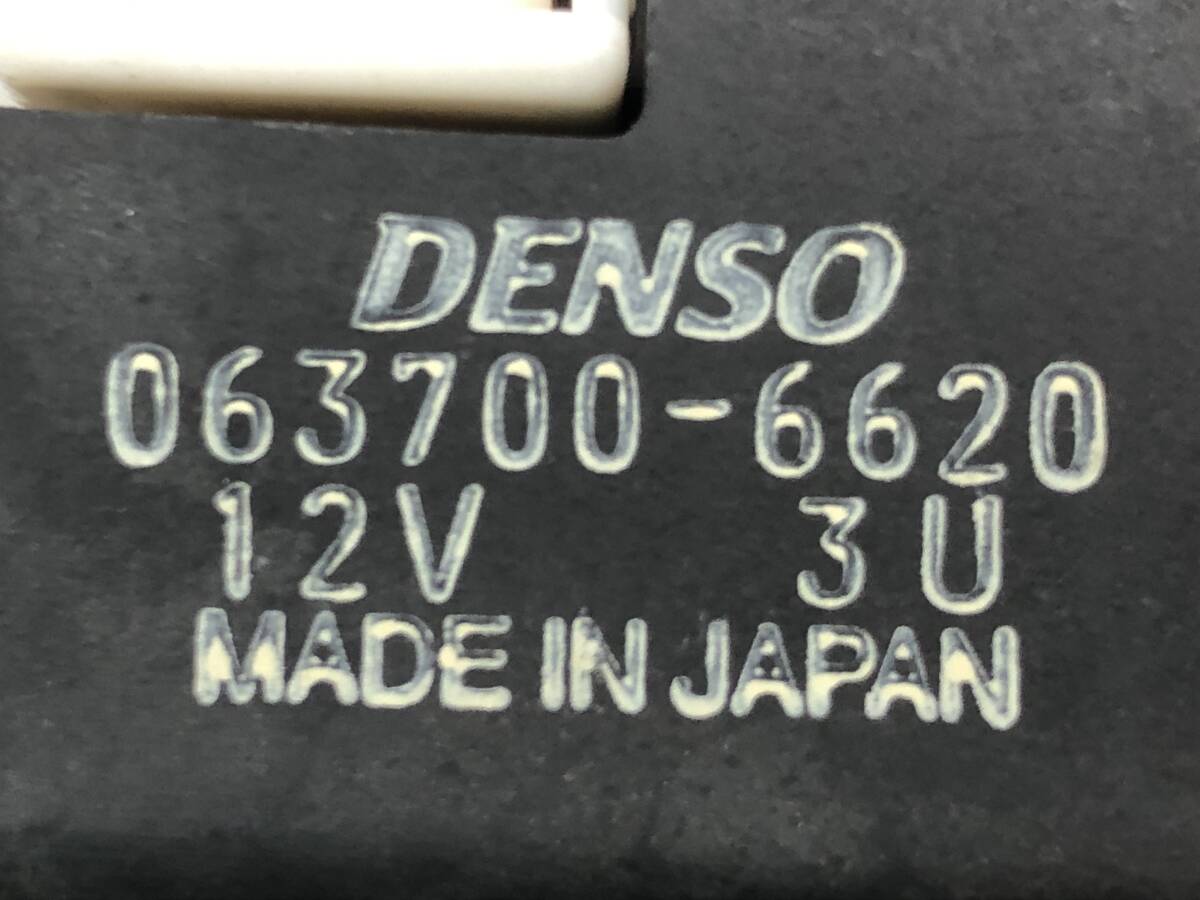 DENSO
063700-6620
12V 3U
MADE IN JAPAN